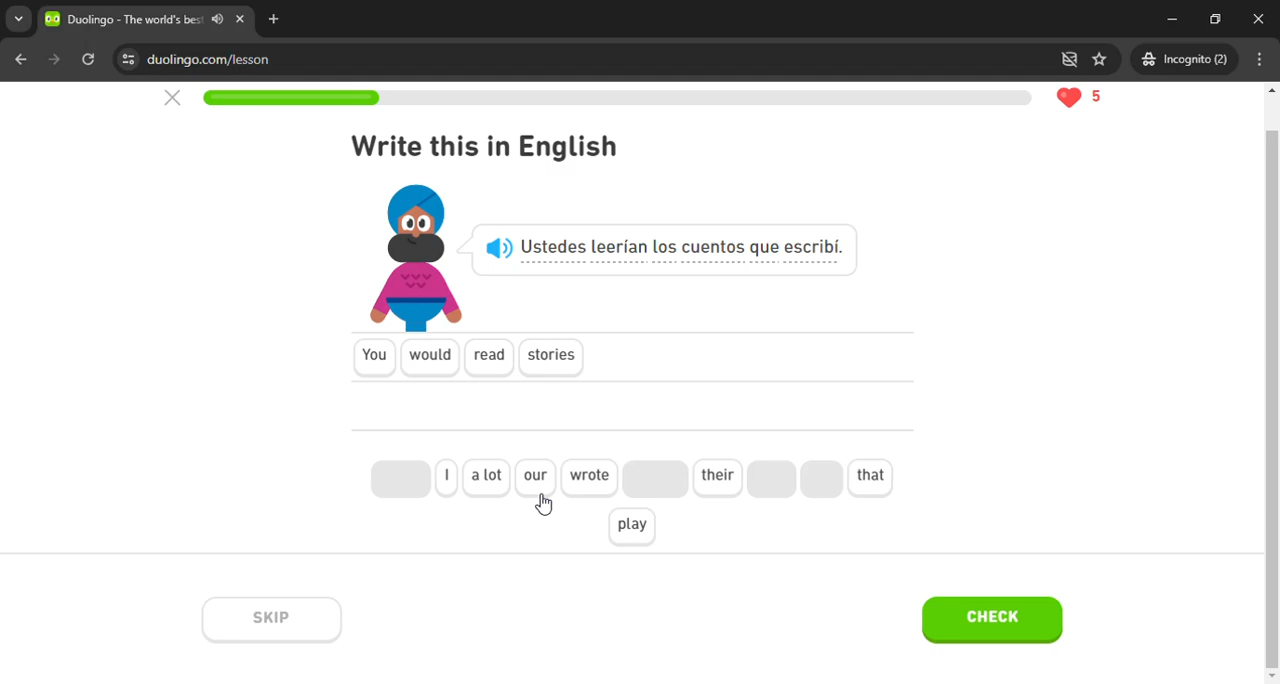 Duolingo - The world's bes
duolingo.com/lesson
Incognito (2)
5
Write this in English
Ustedes leerían los cuentos que escribí.
You would read stories
I a lot our wrote their that
play
SKIP
CHECK